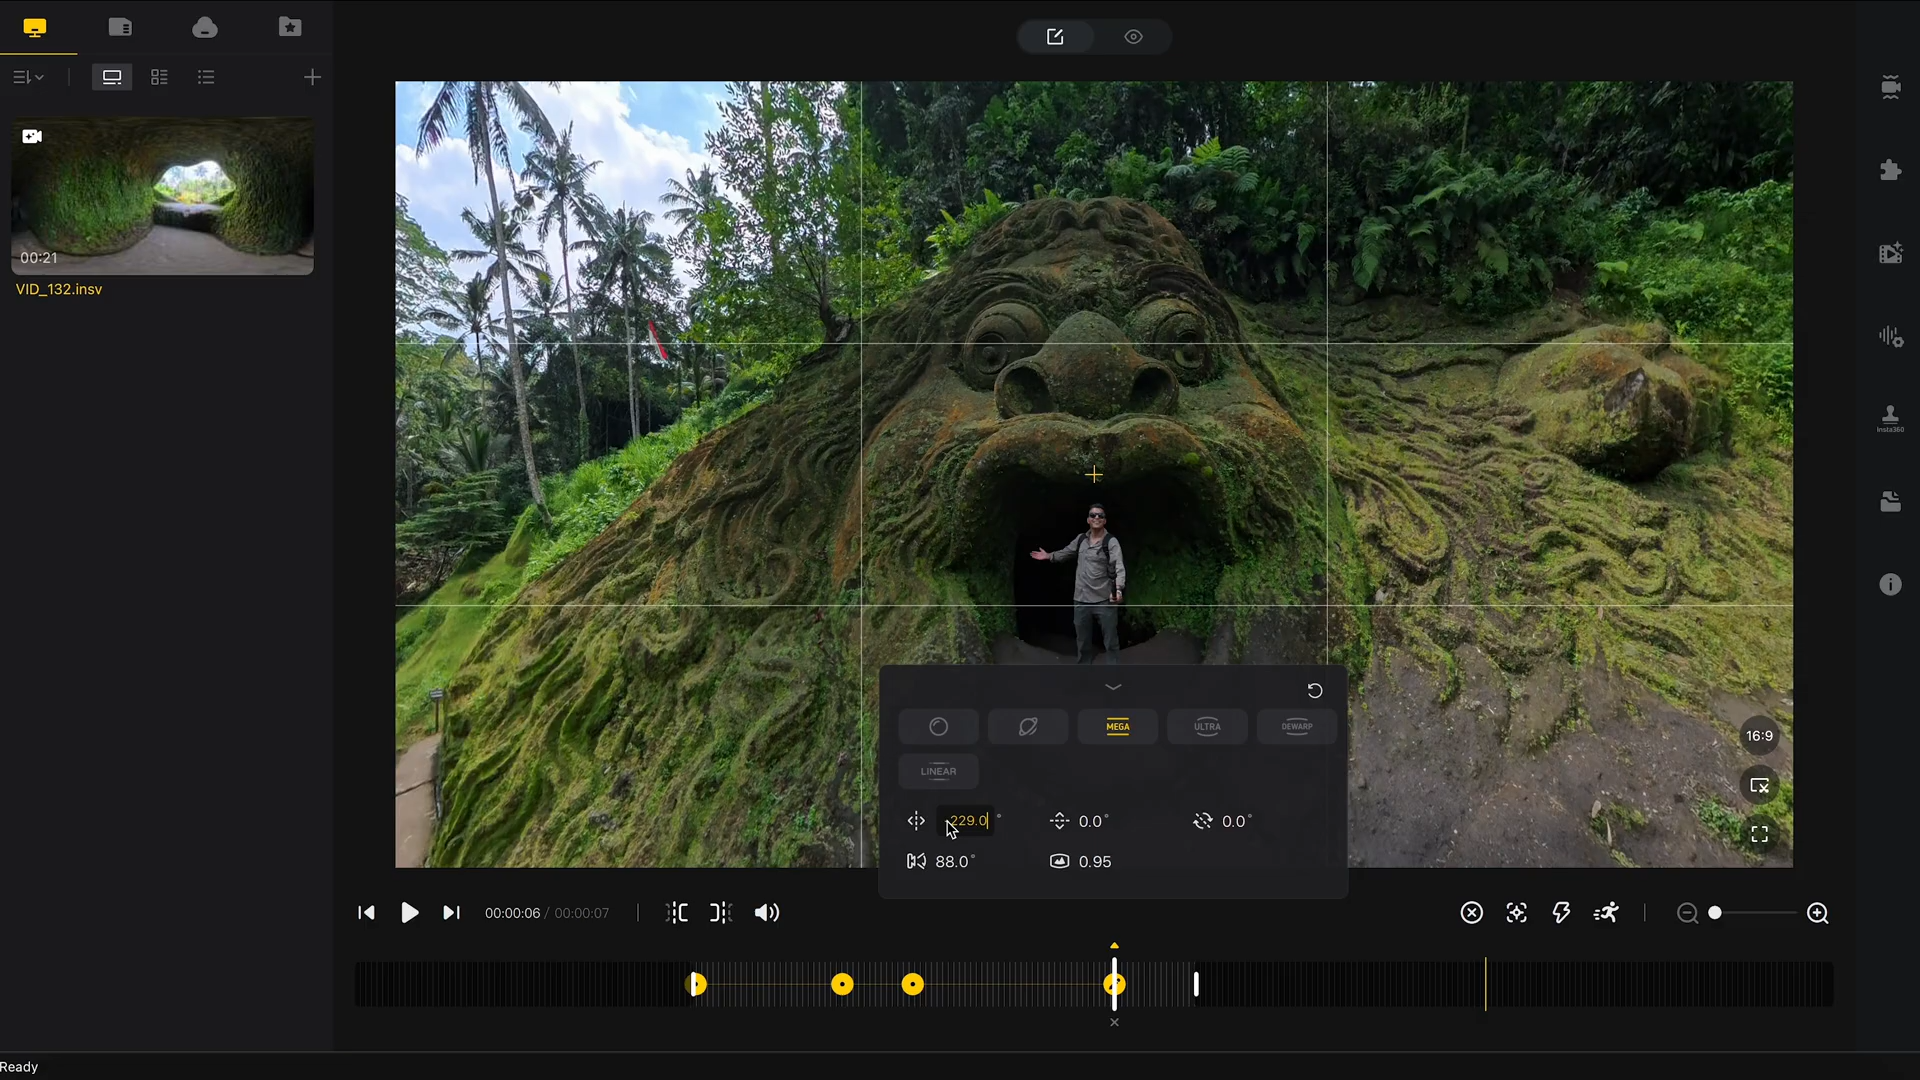 00:21
VID_132.insv
insta360
MEGA
ULTRA
DEWARP
LINEAR
229.0°
0.0°
0.0°
88.0°
0.95
16:9
00:00:06 / 00:00:07
Ready